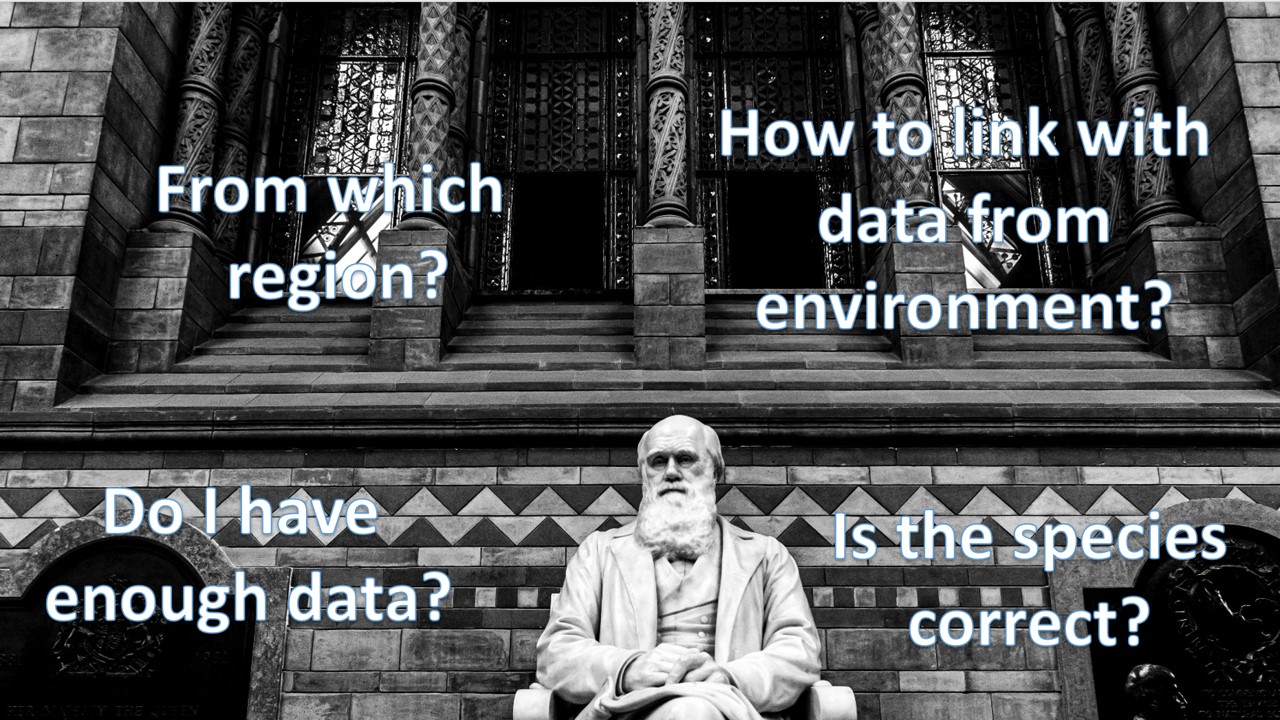 From which
region?
How to link with
data from
environment?
Do I have
enough data?
Is the species
correct?